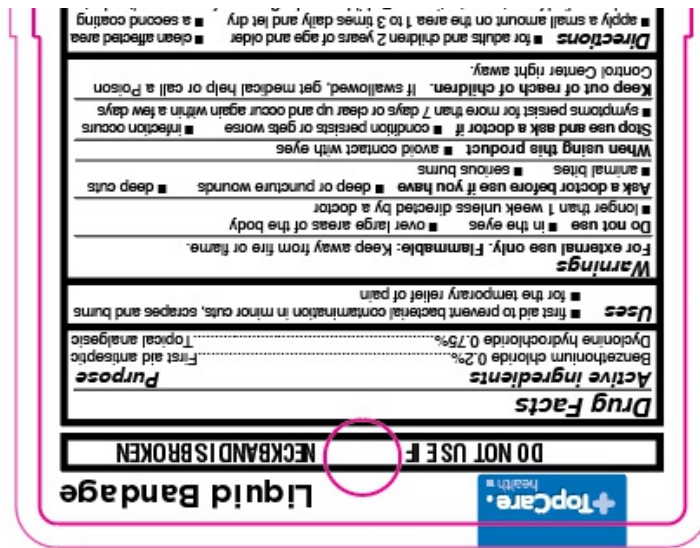 TopCare®
health™
Liquid Bandage
DO NOT USE IF NECKBAND IS BROKEN
Drug Facts
Active ingredients Purpose
Benzethonium chloride 0.2%......................................................First aid antiseptic
Dyclonine hydrochloride 0.75%......................................................Topical analgesic
Uses ■ first aid to prevent bacterial contamination in minor cuts, scrapes and burns
■ for the temporary relief of pain
Warnings
For external use only. Flammable: Keep away from fire or flame.
Do not use ■ in the eyes ■ over large areas of the body
■ longer than 1 week unless directed by a doctor
Ask a doctor before use if you have ■ deep or puncture wounds ■ deep cuts
■ animal bites ■ serious burns
When using this product ■ avoid contact with eyes
Stop use and ask a doctor if ■ condition persists or gets worse ■ infection occurs
■ symptoms persist for more than 7 days or clear up and occur again within a few days
Keep out of reach of children. If swallowed, get medical help or call a Poison
Control Center right away.
Directions ■ for adults and children 2 years of age and older ■ clean affected area
■ apply a small amount on the area 1 to 3 times daily and let dry ■ a second coating